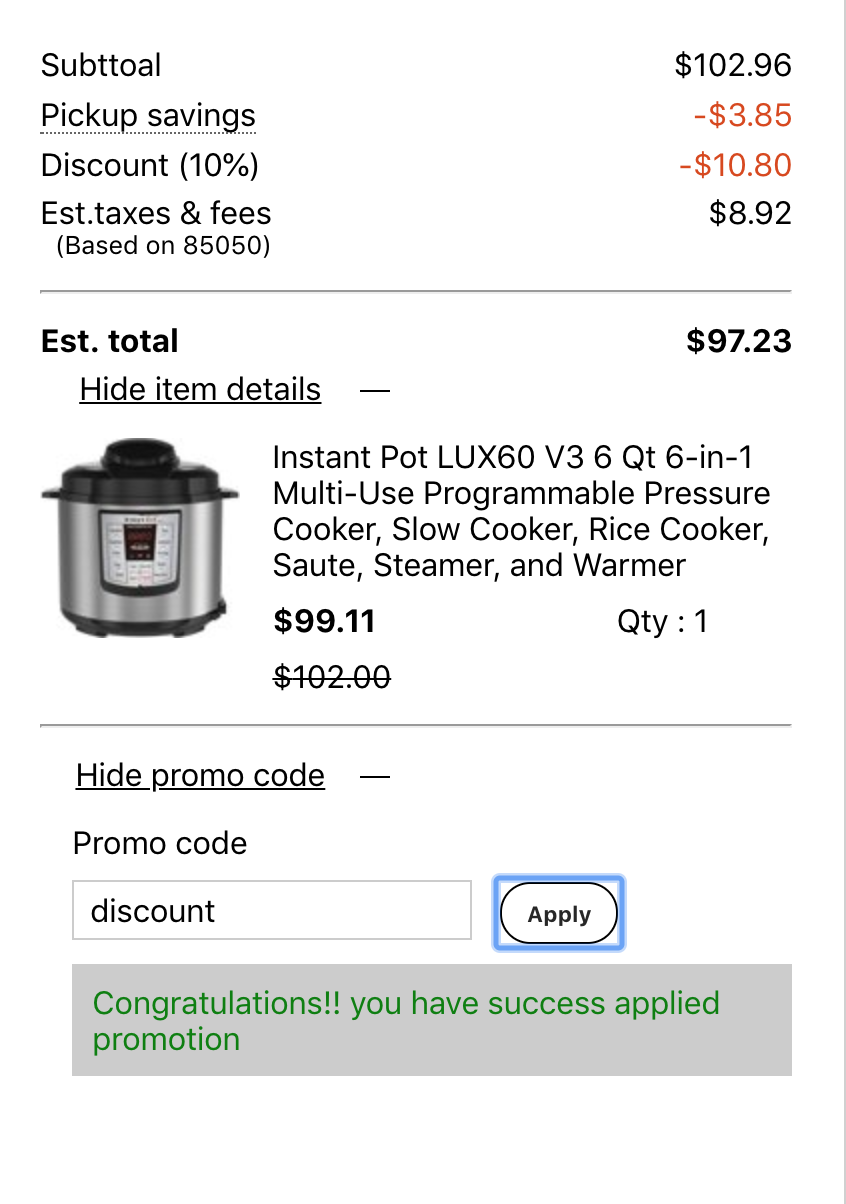 Subttoal $102.96
Pickup savings -$3.85
Discount (10%) -$10.80
Est.taxes & fees $8.92
(Based on 85050)
Est. total $97.23
Hide item details —
Instant Pot LUX60 V3 6 Qt 6-in-1
Multi-Use Programmable Pressure
Cooker, Slow Cooker, Rice Cooker,
Saute, Steamer, and Warmer
$99.11 Qty : 1
$102.00
Hide promo code —
Promo code
discount Apply
Congratulations!! you have success applied
promotion